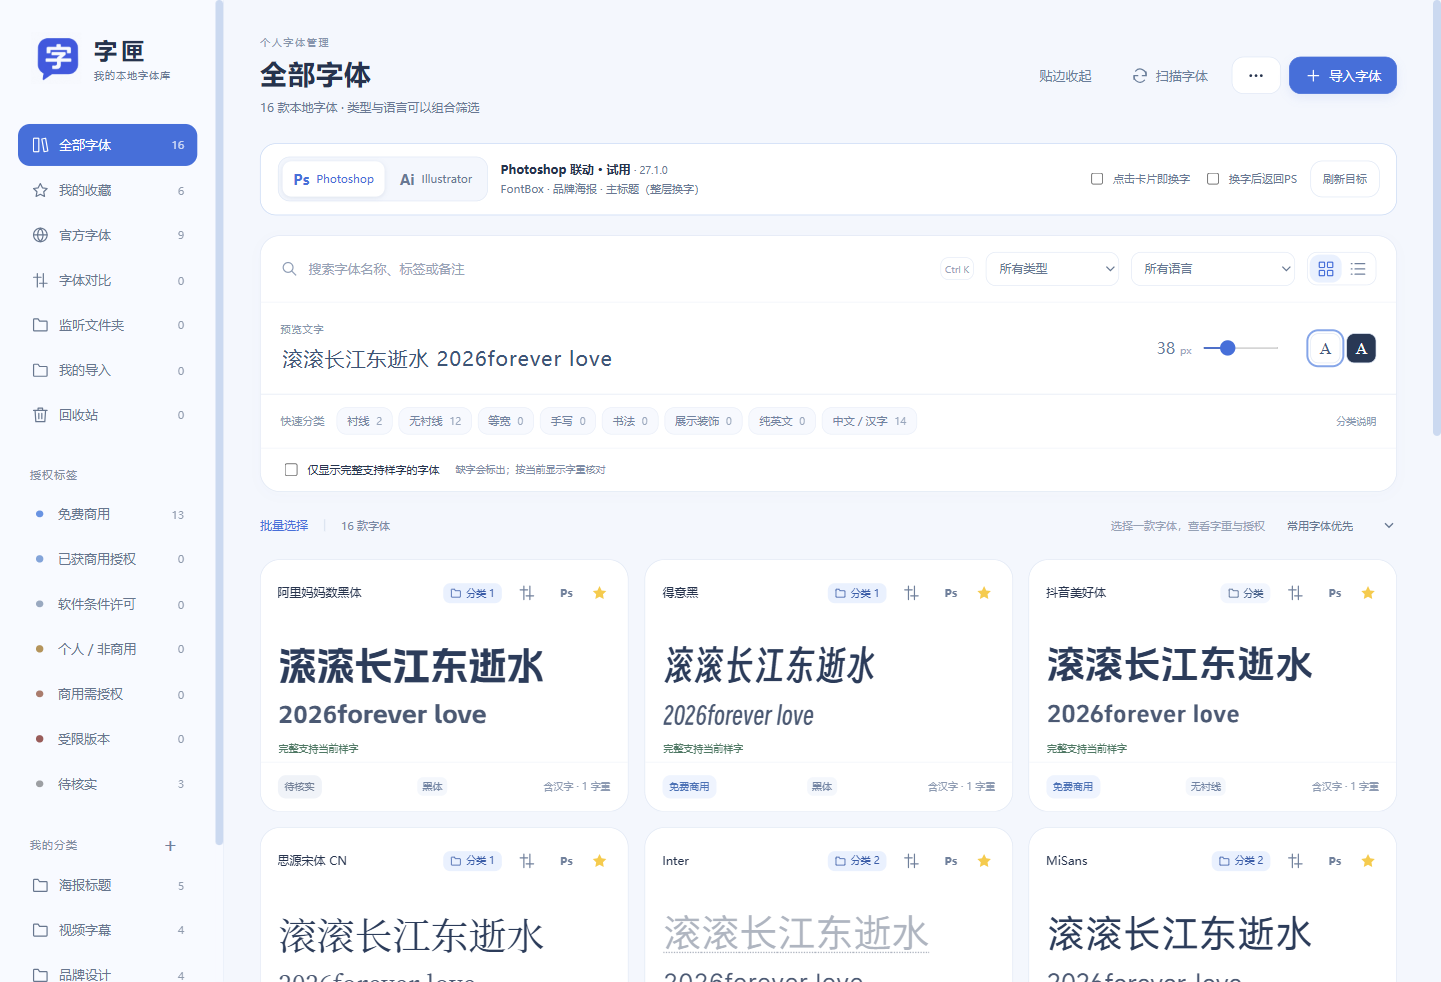 字匣
我的本地字体库
全部字体 16
我的收藏 6
官方字体 9
字体对比 0
监听文件夹 0
我的导入 0
回收站 0
授权标签
免费商用 13
已获商用授权 0
软件条件许可 0
个人 / 非商用 0
商用需授权 0
受限版本 0
待核实 3
我的分类 +
海报标题 5
视频字幕 4
品牌设计 4
个人字体管理
全部字体
16 款本地字体 · 类型与语言可以组合筛选
贴边收起 扫描字体 ··· + 导入字体
Ps Photoshop Ai Illustrator
Photoshop 联动 · 试用 · 27.1.0
FontBox · 品牌海报 · 主标题（整层换字）
点击卡片即换字 换字后返回PS 刷新目标
搜索字体名称、标签或备注 Ctrl K 所有类型 所有语言
预览文字
滚滚长江东逝水 2026forever love
38 px A A
快速分类 衬线 2 无衬线 12 等宽 0 手写 0 书法 0 展示装饰 0 纯英文 0 中文 / 汉字 14 分类说明
仅显示完整支持样字的字体 缺字会标出；按当前显示字重核对
批量选择 16 款字体 选择一款字体，查看字重与授权 常用字体优先
阿里妈妈数黑体 分类 1 Ps
滚滚长江东逝水
2026forever love
完整支持当前样字
待核实 黑体 含汉字 · 1 字重
得意黑 分类 1 Ps
滚滚长江东逝水
2026forever love
完整支持当前样字
免费商用 黑体 含汉字 · 1 字重
抖音美好体 分类 Ps
滚滚长江东逝水
2026forever love
完整支持当前样字
免费商用 无衬线 含汉字 · 1 字重
思源宋体 CN 分类 1 Ps
滚滚长江东逝水
2026forever love
Inter 分类 2 Ps
滚滚长江东逝水
2026forever love
MiSans 分类 2 Ps
滚滚长江东逝水
2026forever love